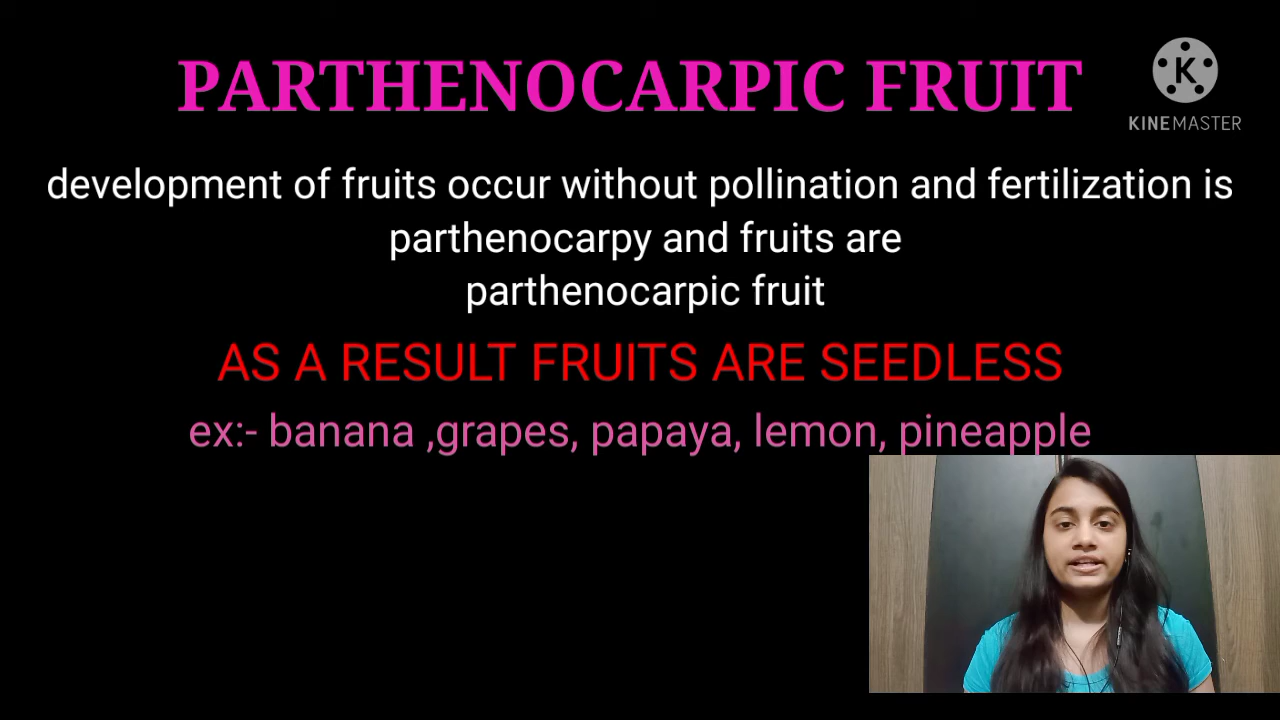 PARTHENOCARPIC FRUIT
K
KINEMASTER
development of fruits occur without pollination and fertilization is
parthenocarpy and fruits are
parthenocarpic fruit
AS A RESULT FRUITS ARE SEEDLESS
ex:- banana ,grapes, papaya, lemon, pineapple